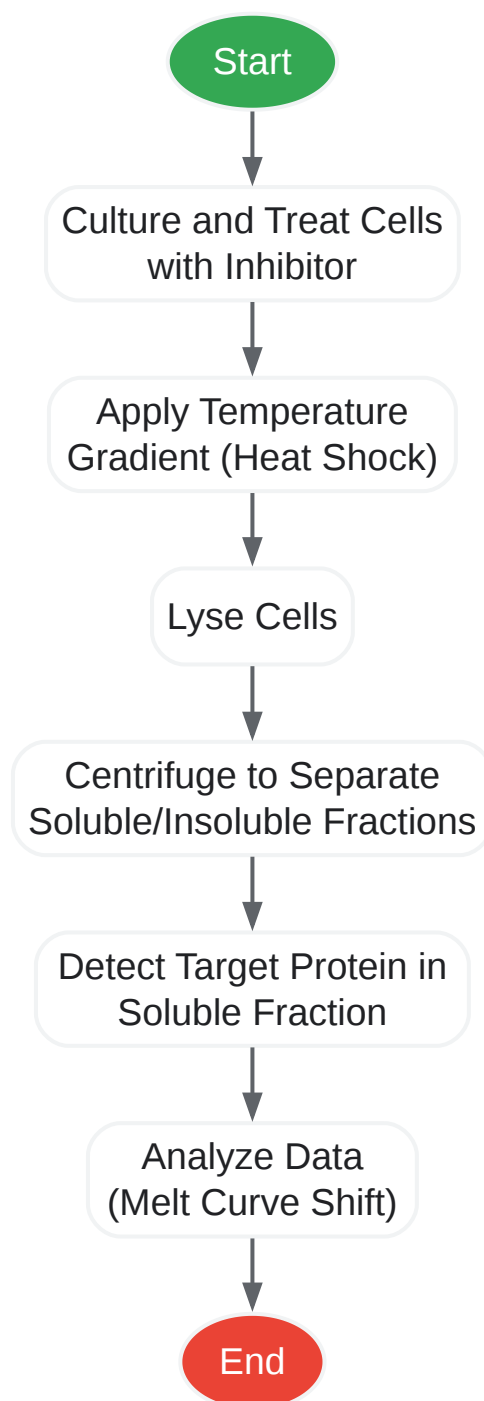 Start
Culture and Treat Cells
with Inhibitor
Apply Temperature
Gradient (Heat Shock)
Lyse Cells
Centrifuge to Separate
Soluble/Insoluble Fractions
Detect Target Protein in
Soluble Fraction
Analyze Data
(Melt Curve Shift)
End